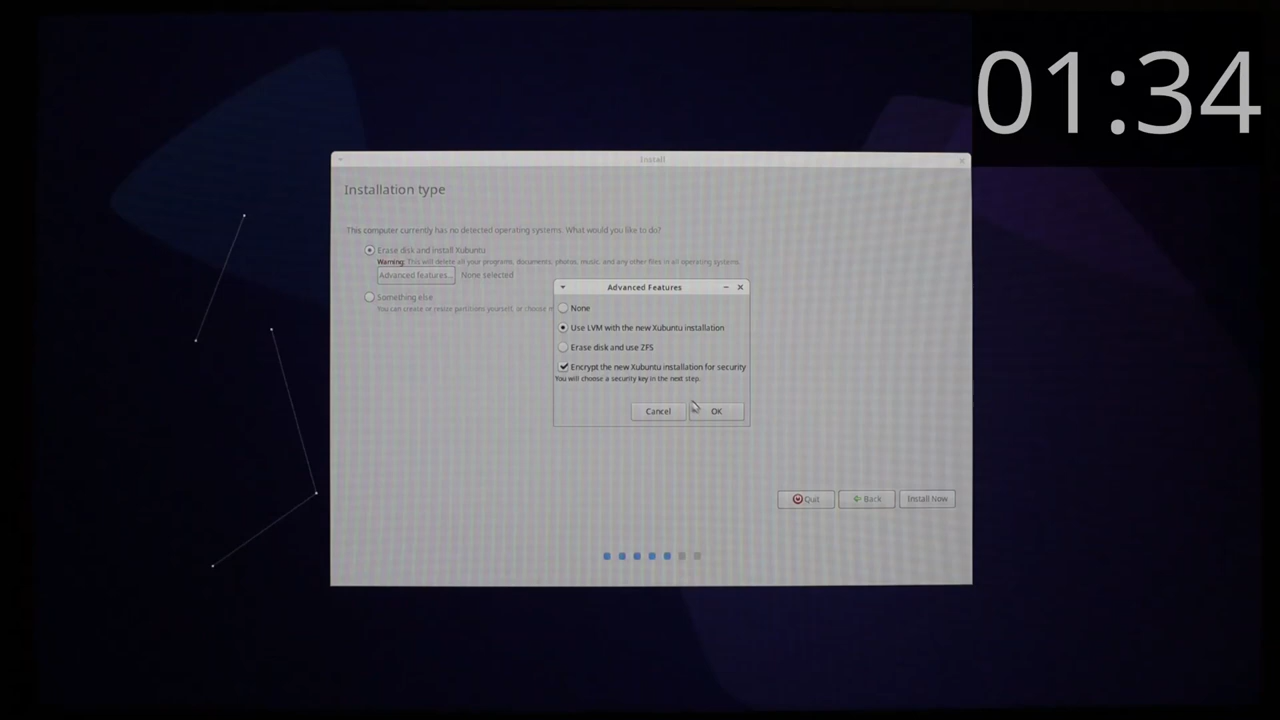 01:34
Install
Installation type
This computer currently has no detected operating systems. What would you like to do?
Erase disk and install Xubuntu
Warning: This will delete all your programs, documents, photos, music, and any other files in all operating systems.
Advanced features... None selected
Something else
You can create or resize partitions yourself, or choose m
Advanced Features
None
Use LVM with the new Xubuntu installation
Erase disk and use ZFS
Encrypt the new Xubuntu installation for security
You will choose a security key in the next step.
Cancel OK
Quit Back Install Now